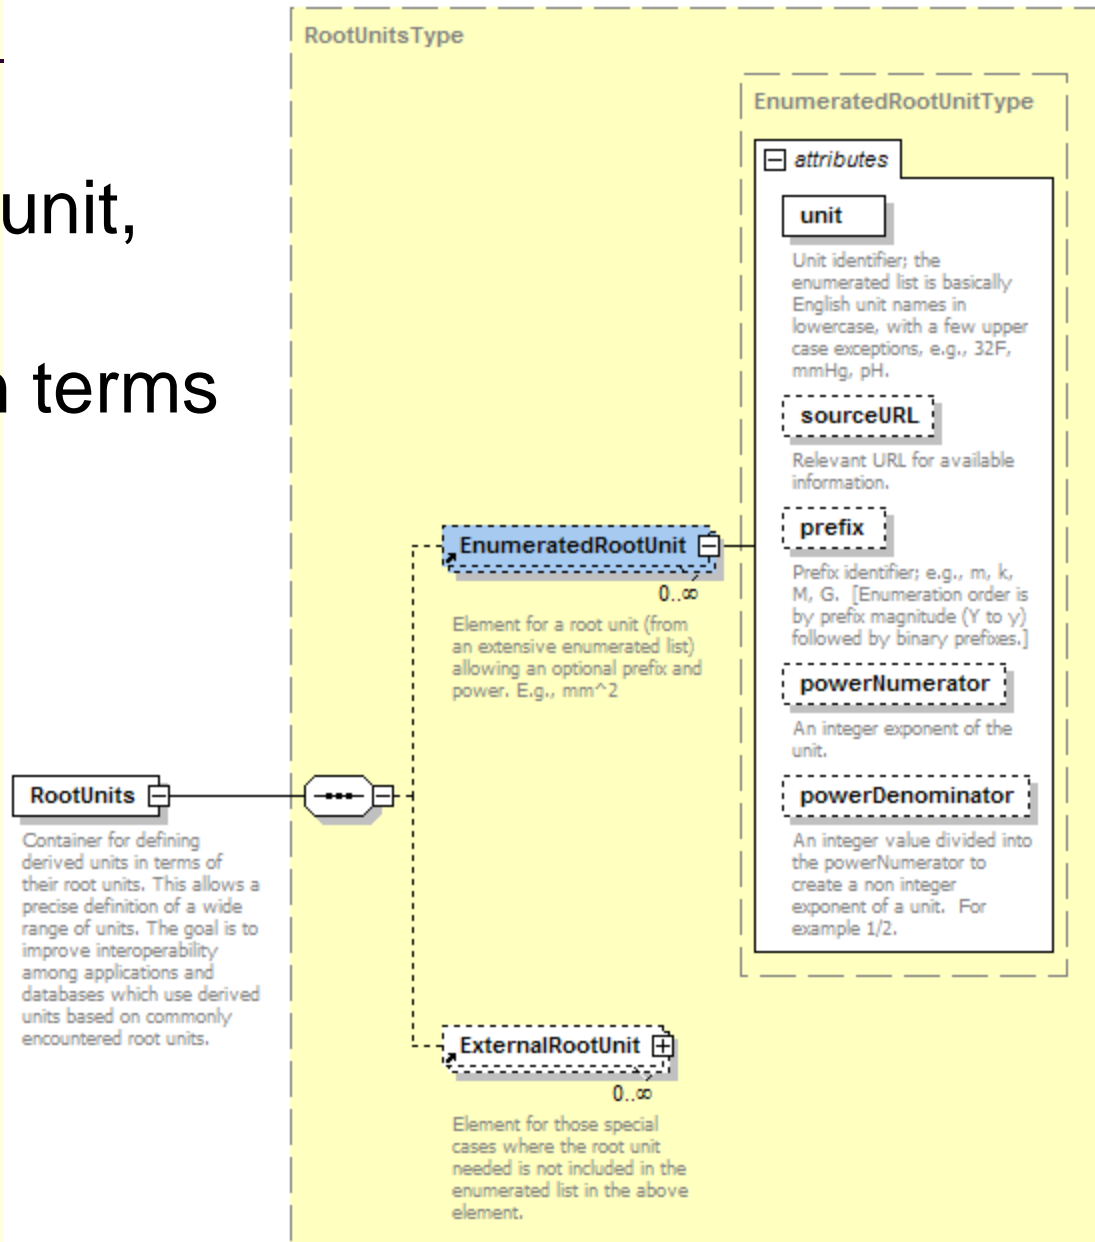 unit,
terms
RootUnitsType
EnumeratedRootUnitType
attributes
unit
Unit identifier; the
enumerated list is basically
English unit names in
lowercase, with a few upper
case exceptions, e.g., 32F,
mmHg, pH.
sourceURL
Relevant URL for available
information.
prefix
Prefix identifier; e.g., m, k,
M, G. [Enumeration order is
by prefix magnitude (Y to y)
followed by binary prefixes.]
powerNumerator
An integer exponent of the
unit.
powerDenominator
An integer value divided into
the powerNumerator to
create a non integer
exponent of a unit. For
example 1/2.
EnumeratedRootUnit
0..∞
Element for a root unit (from
an extensive enumerated list)
allowing an optional prefix and
power. E.g., mm^2
RootUnits
Container for defining
derived units in terms of
their root units. This allows a
precise definition of a wide
range of units. The goal is to
improve interoperability
among applications and
databases which use derived
units based on commonly
encountered root units.
ExternalRootUnit
0..∞
Element for those special
cases where the root unit
needed is not included in the
enumerated list in the above
element.